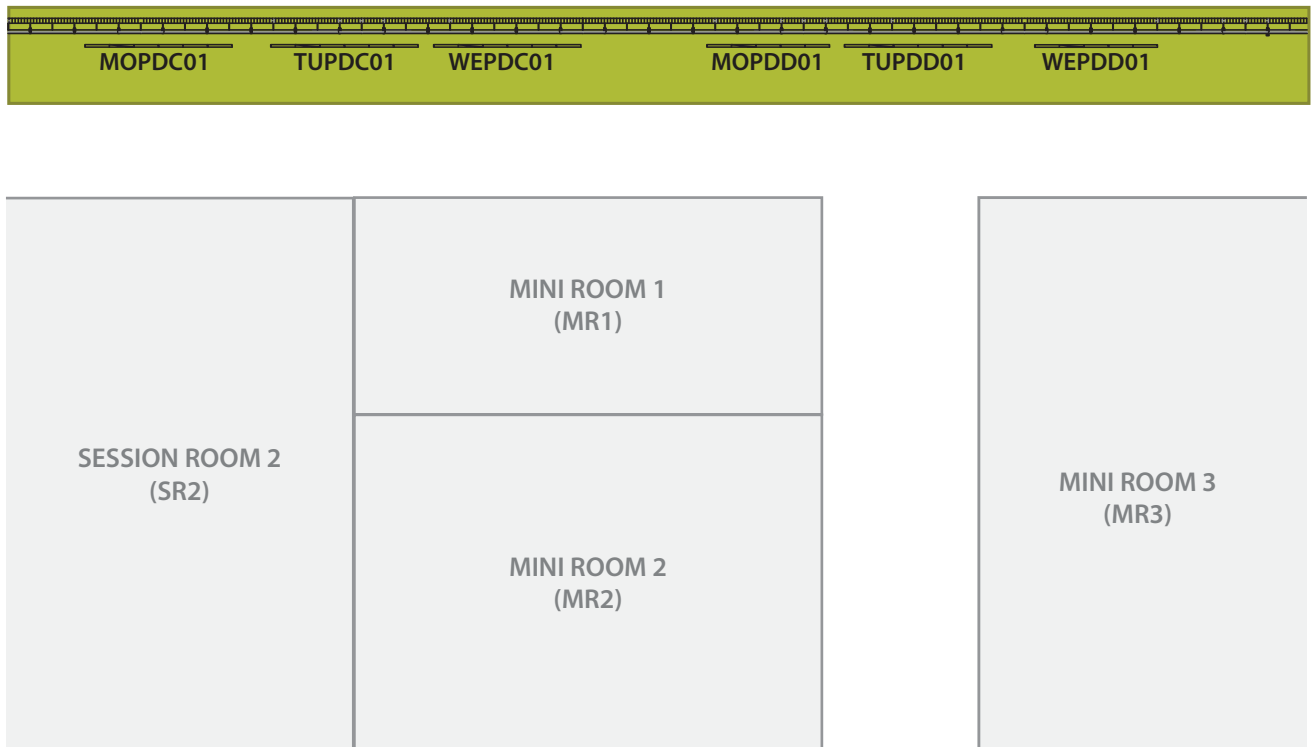 MOPDC01 TUPDC01 WEPDC01 MOPDD01 TUPDD01 WEPDD01
MINI ROOM 1
(MR1)
SESSION ROOM 2
(SR2)
MINI ROOM 2
(MR2)
MINI ROOM 3
(MR3)